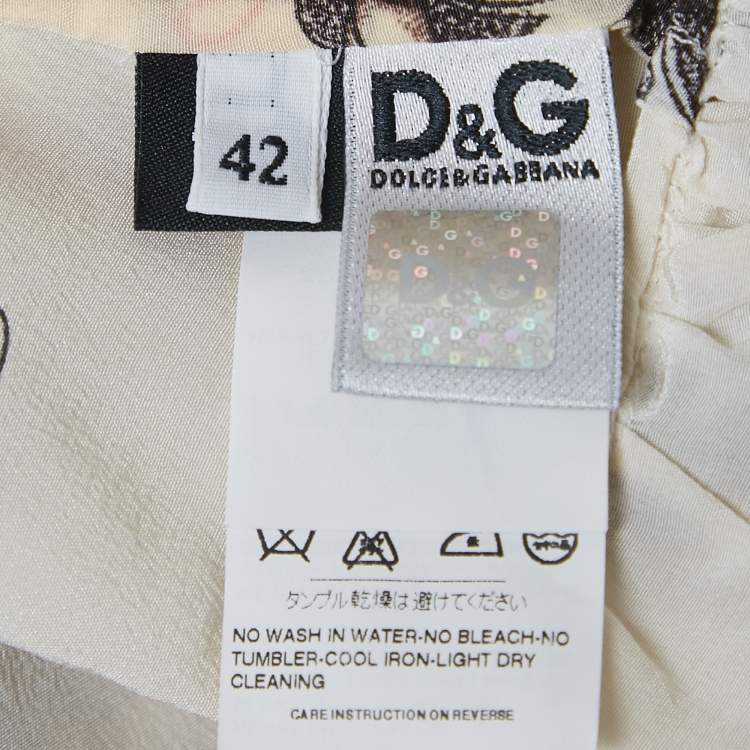 42
D&G
DOLCE&GABBANA
D&G
タンブル乾燥は避けてください
NO WASH IN WATER-NO BLEACH-NO
TUMBLER-COOL IRON-LIGHT DRY
CLEANING
CARE INSTRUCTION ON REVERSE